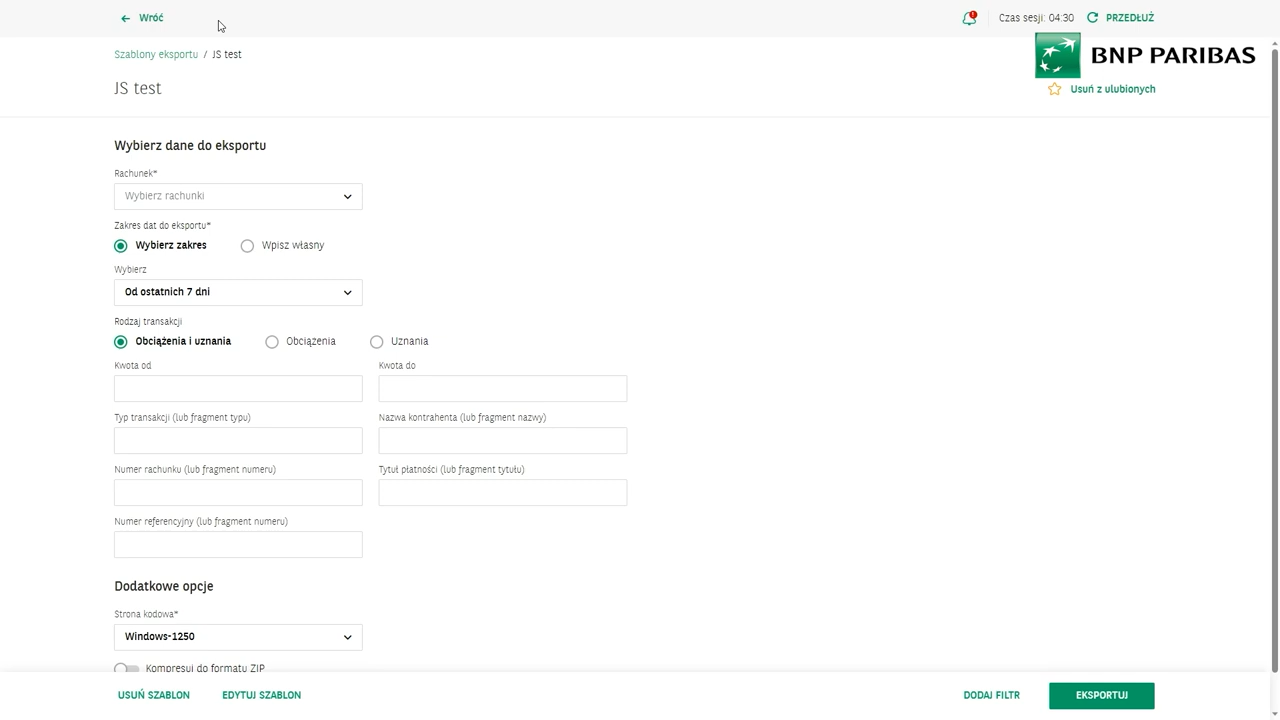 Wróć
Czas sesji: 04:30 PRZEDŁUŻ
Szablony eksportu / JS test
BNP PARIBAS
JS test
Usuń z ulubionych
Wybierz dane do eksportu
Rachunek*
Wybierz rachunki
Zakres dat do eksportu*
Wybierz zakres Wpisz własny
Wybierz
Od ostatnich 7 dni
Rodzaj transakcji
Obciążenia i uznania Obciążenia Uznania
Kwota od Kwota do
Typ transakcji (lub fragment typu) Nazwa kontrahenta (lub fragment nazwy)
Numer rachunku (lub fragment numeru) Tytuł płatności (lub fragment tytułu)
Numer referencyjny (lub fragment numeru)
Dodatkowe opcje
Strona kodowa*
Windows-1250
Kompresuj do formatu ZIP
USUŃ SZABLON EDYTUJ SZABLON DODAJ FILTR EKSPORTUJ